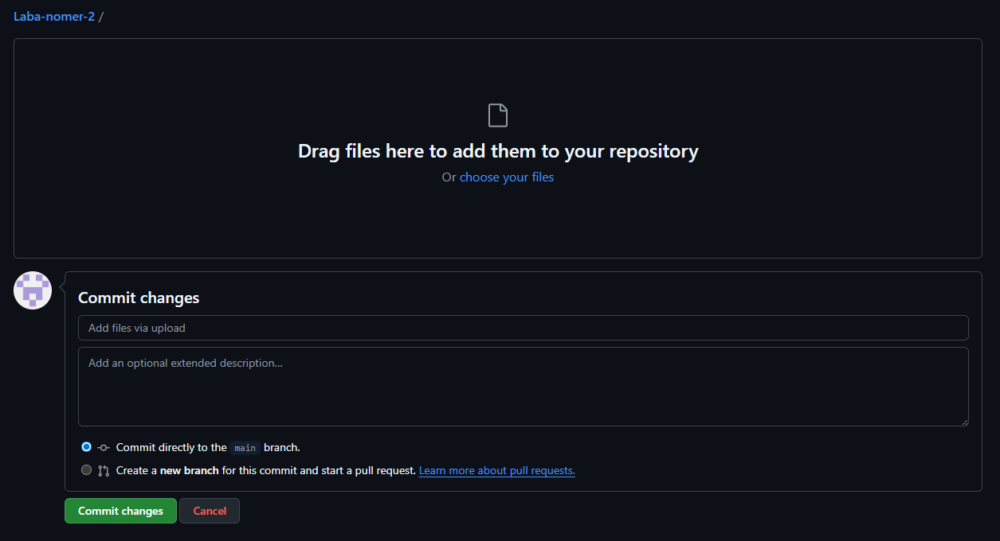 Laba-nomer-2 /
Drag files here to add them to your repository
Or choose your files
Commit changes
Add files via upload
Add an optional extended description...
Commit directly to the main branch.
Create a new branch for this commit and start a pull request. Learn more about pull requests.
Commit changes Cancel